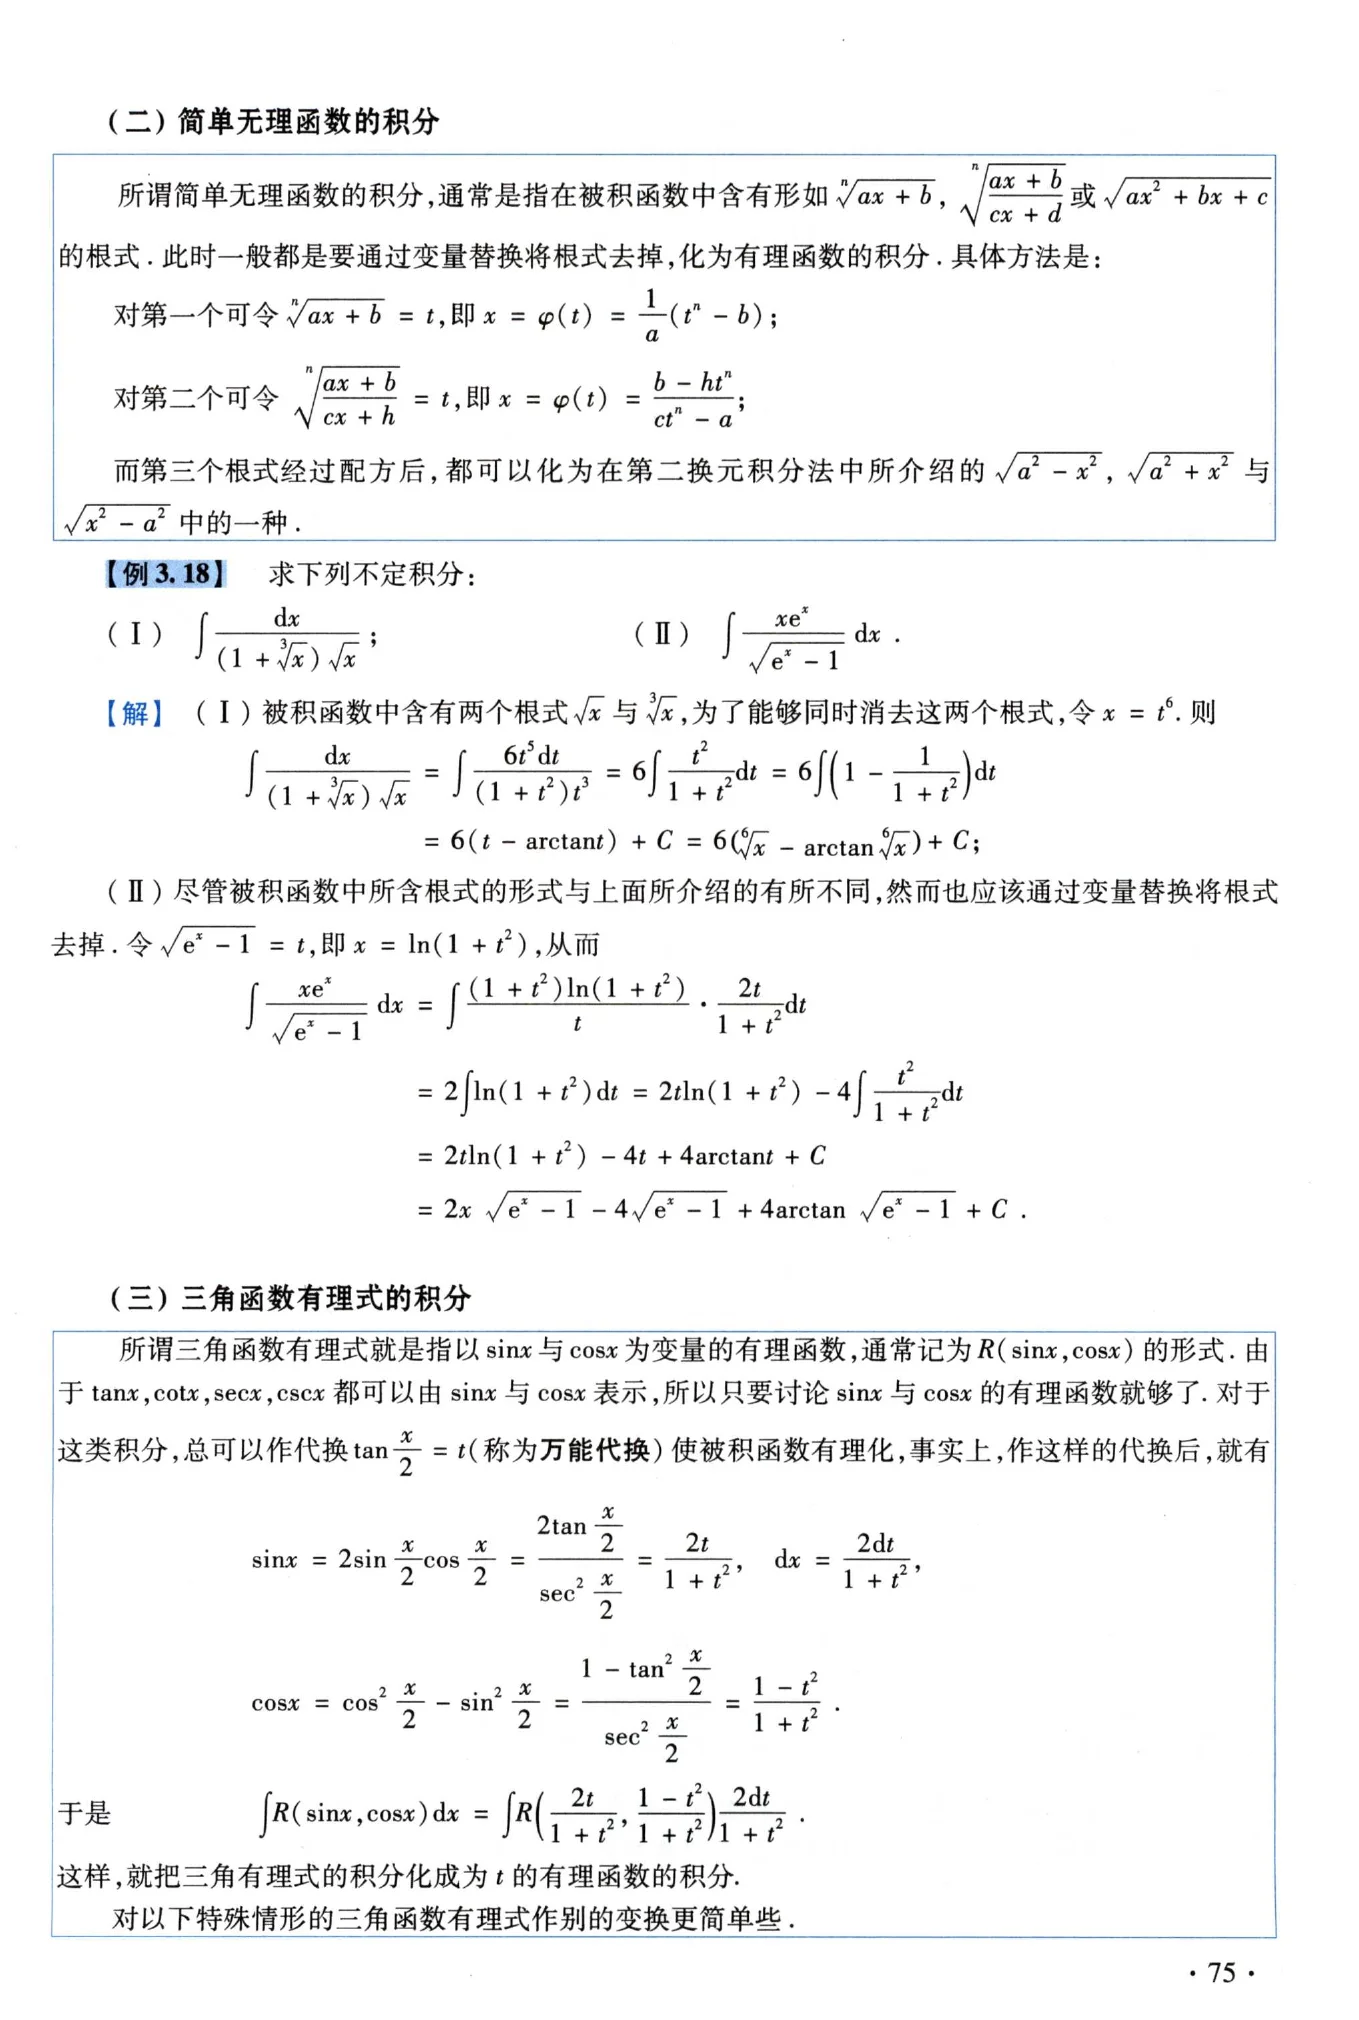 (二) 简单无理函数的积分
所谓简单无理函数的积分,通常是指在被积函数中含有形如 $\sqrt[n]{ax+b}$, $\sqrt[n]{\frac{ax+b}{cx+d}}$ 或 $\sqrt{ax^2+bx+c}$
的根式. 此时一般都是要通过变量替换将根式去掉,化为有理函数的积分. 具体方法是:
对第一个可令 $\sqrt[n]{ax+b}=t$,即 $x=\varphi(t)=\frac{1}{a}(t^n-b)$;
对第二个可令 $\sqrt[n]{\frac{ax+b}{cx+h}}=t$,即 $x=\varphi(t)=\frac{b-ht^n}{ct^n-a}$;
而第三个根式经过配方后,都可以化为在第二换元积分法中所介绍的 $\sqrt{a^2-x^2}$, $\sqrt{a^2+x^2}$ 与
$\sqrt{x^2-a^2}$ 中的一种.
【例 3.18】 求下列不定积分:
(Ⅰ) $\int\frac{dx}{(1+\sqrt[3]{x})\sqrt{x}}$; (Ⅱ) $\int\frac{xe^x}{\sqrt{e^x-1}}dx$.
【解】 (Ⅰ) 被积函数中含有两个根式 $\sqrt{x}$ 与 $\sqrt[3]{x}$,为了能够同时消去这两个根式,令 $x=t^6$. 则
$\int\frac{dx}{(1+\sqrt[3]{x})\sqrt{x}}=\int\frac{6t^5dt}{(1+t^2)t^3}=6\int\frac{t^2}{1+t^2}dt=6\int\left(1-\frac{1}{1+t^2}\right)dt$
$=6(t-\arctan t)+C=6(\sqrt[6]{x}-\arctan\sqrt[6]{x})+C$;
(Ⅱ) 尽管被积函数中所含根式的形式与上面所介绍的有所不同,然而也应该通过变量替换将根式
去掉. 令 $\sqrt{e^x-1}=t$,即 $x=\ln(1+t^2)$,从而
$\int\frac{xe^x}{\sqrt{e^x-1}}dx=\int\frac{(1+t^2)\ln(1+t^2)}{t}\cdot\frac{2t}{1+t^2}dt$
$=2\int\ln(1+t^2)dt=2t\ln(1+t^2)-4\int\frac{t^2}{1+t^2}dt$
$=2t\ln(1+t^2)-4t+4\arctan t+C$
$=2x\sqrt{e^x-1}-4\sqrt{e^x-1}+4\arctan\sqrt{e^x-1}+C$.
(三) 三角函数有理式的积分
所谓三角函数有理式就是指以 sinx 与 cosx 为变量的有理函数,通常记为 $R(\sin x,\cos x)$ 的形式. 由
于 tanx,cotx,secx,cscx 都可以由 sinx 与 cosx 表示,所以只要讨论 sinx 与 cosx 的有理函数就够了. 对于
这类积分,总可以作代换 $\tan\frac{x}{2}=t$(称为万能代换) 使被积函数有理化,事实上,作这样的代换后,就有
$\sin x=2\sin\frac{x}{2}\cos\frac{x}{2}=\frac{2\tan\frac{x}{2}}{\sec^2\frac{x}{2}}=\frac{2t}{1+t^2}$, $dx=\frac{2dt}{1+t^2}$,
$\cos x=\cos^2\frac{x}{2}-\sin^2\frac{x}{2}=\frac{1-\tan^2\frac{x}{2}}{\sec^2\frac{x}{2}}=\frac{1-t^2}{1+t^2}$.
于是 $\int R(\sin x,\cos x)dx=\int R\left(\frac{2t}{1+t^2},\frac{1-t^2}{1+t^2}\right)\frac{2dt}{1+t^2}$.
这样,就把三角有理式的积分化成为 t 的有理函数的积分.
对以下特殊情形的三角函数有理式作别的变换更简单些.
· 75 ·